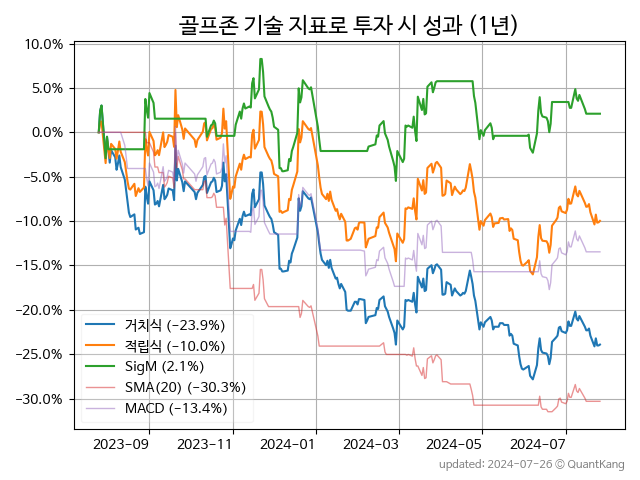 골프존 기술 지표로 투자 시 성과 (1년)
10.0%
5.0%
0.0%
−5.0%
−10.0%
−15.0%
−20.0%
−25.0%
−30.0%
거치식 (−23.9%)
적립식 (−10.0%)
SigM (2.1%)
SMA(20) (−30.3%)
MACD (−13.4%)
2023-09 2023-11 2024-01 2024-03 2024-05 2024-07
updated: 2024-07-26 © QuantKang